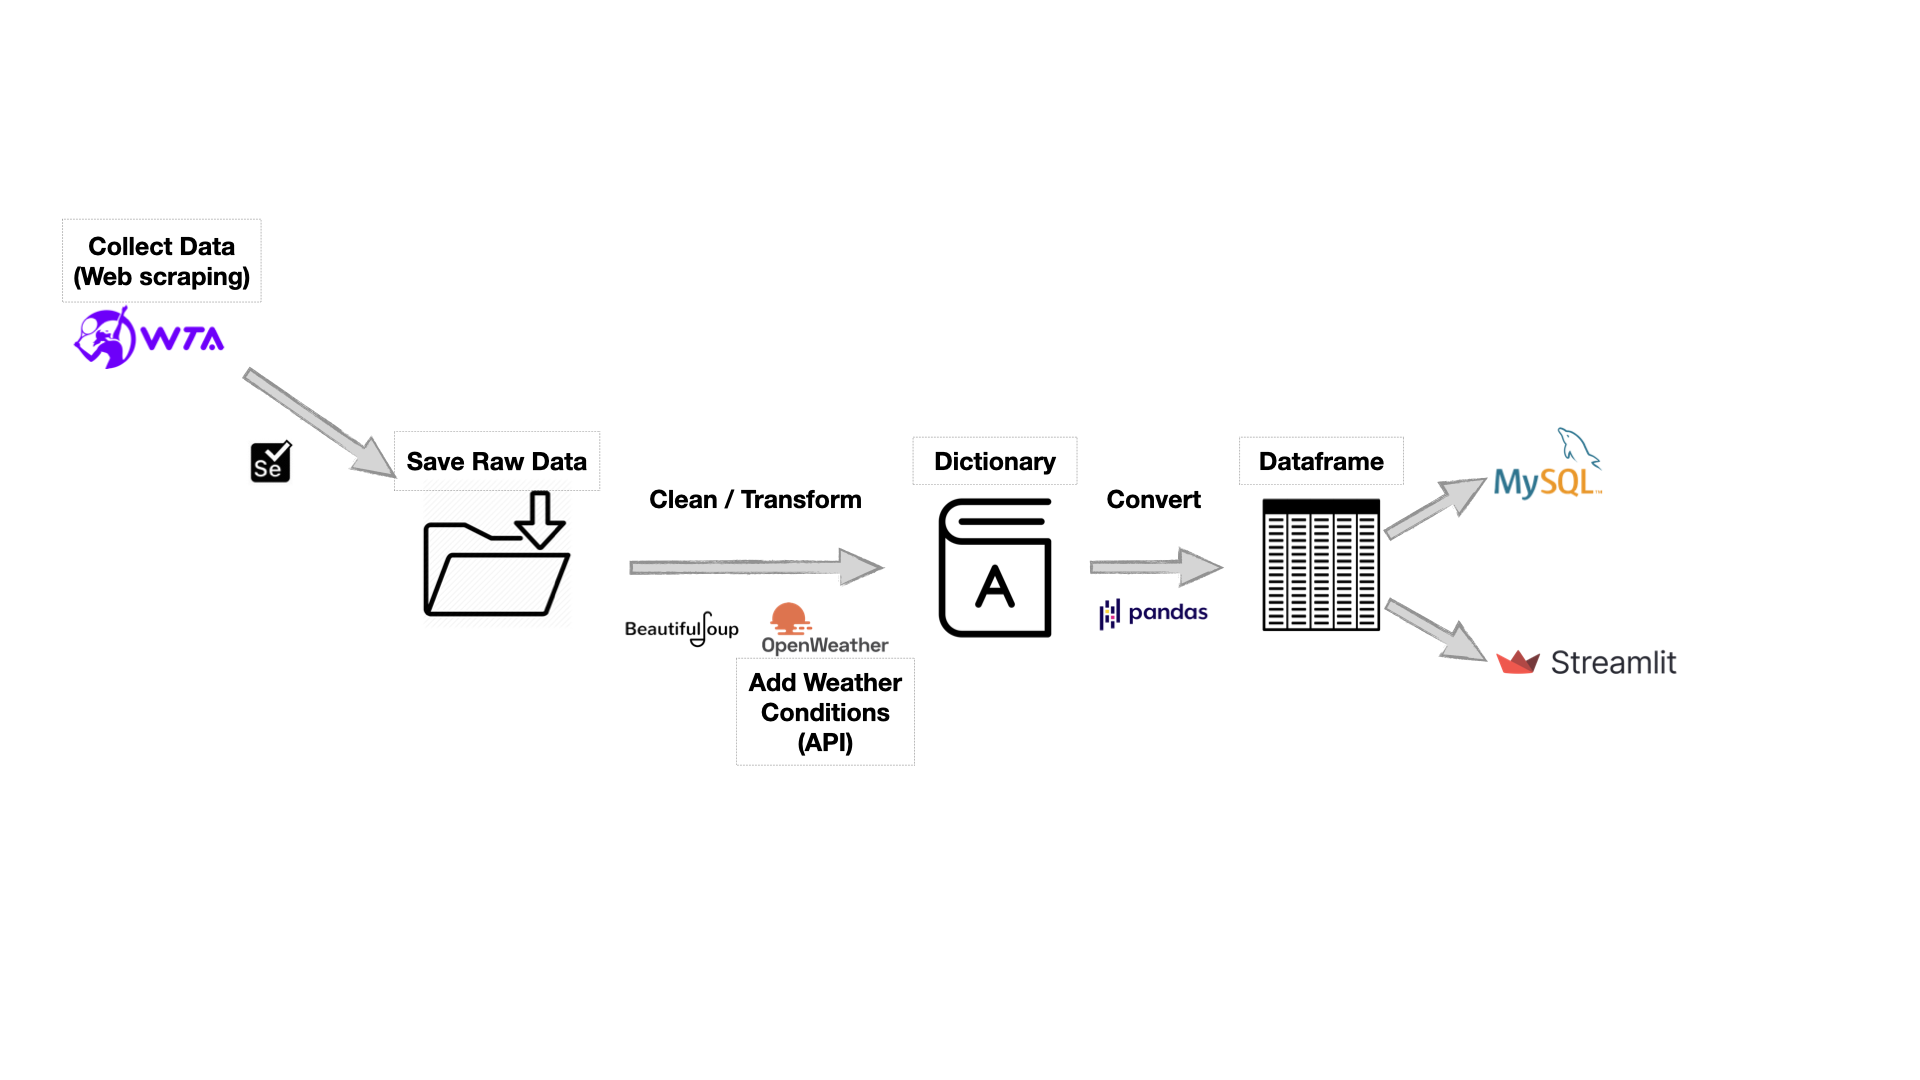 Collect Data
(Web scraping)
WTA
Se
Save Raw Data
Clean / Transform
BeautifulSoup
OpenWeather
Add Weather
Conditions
(API)
Dictionary
A
Convert
pandas
Dataframe
MySQL™
Streamlit